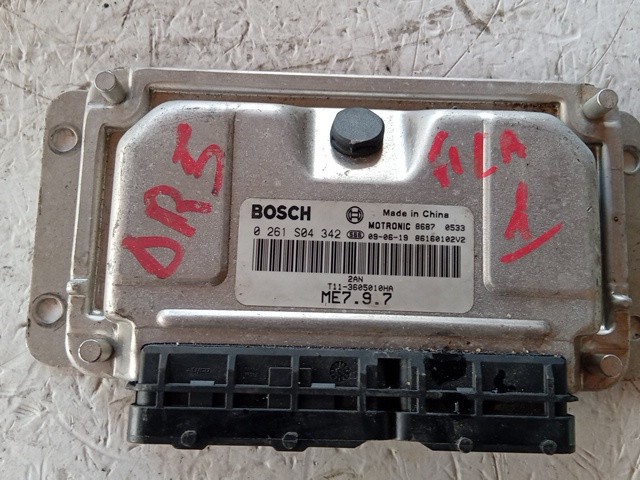 DR5
FILA
1
BOSCH
Made in China
MOTRONIC 8687 0533
0 261 S04 342 09-06-19 86160102V2
2AN
T11-3605010HA
ME7.9.7